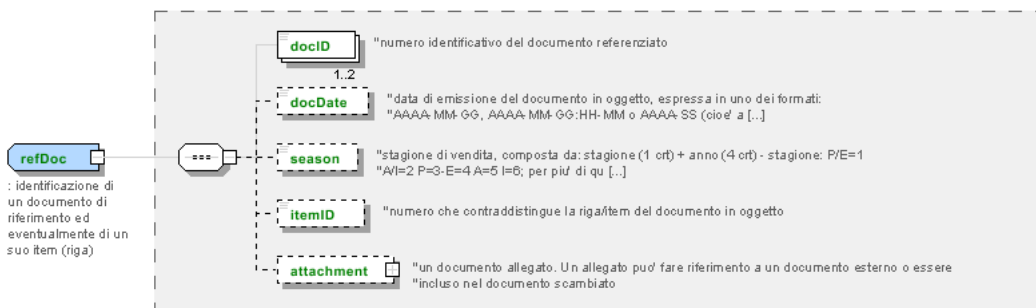 docID
"numero identificativo del documento referenziato
1..2
docDate
"data di emissione del documento in oggetto, espressa in uno dei formati:
"AAAA-MM-GG, AAAA-MM-GG:HH-MM o AAAA-SS (cioe' a [...]
refDoc
: identificazione di
un documento di
riferimento ed
eventualmente di un
suo item (riga)
season
"stagione di vendita, composta da: stagione (1 crt) + anno (4 crt) - stagione: P/E=1
"A/I=2 P=3-E=4 A=5 I=6; per piu' di qu [...]
itemID
"numero che contraddistingue la riga/item del documento in oggetto
attachment
"un documento allegato. Un allegato puo' fare riferimento a un documento esterno o essere
"incluso nel documento scambiato